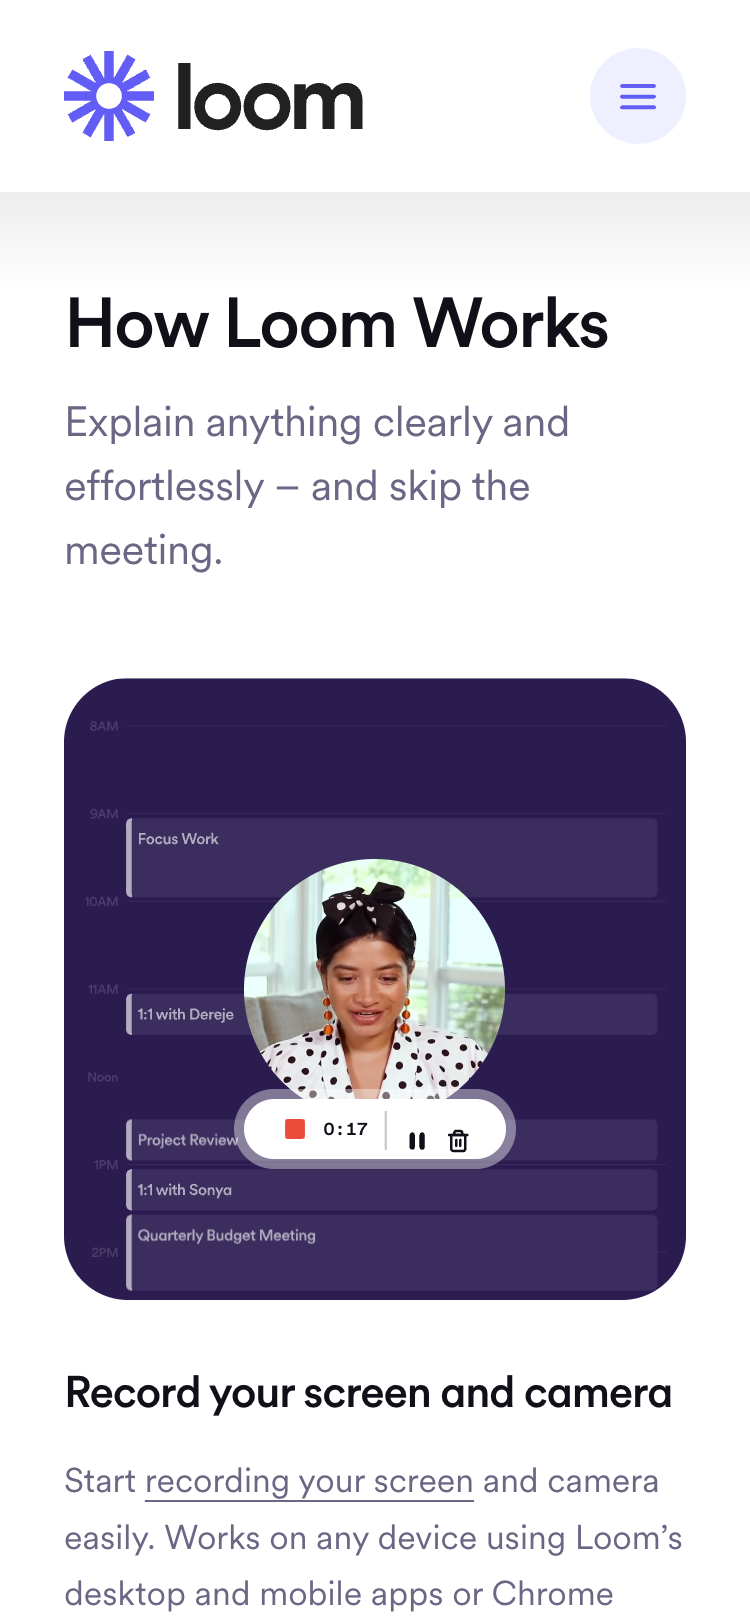 loom
How Loom Works
Explain anything clearly and
effortlessly – and skip the
meeting.
8AM
9AM
Focus Work
10AM
11AM
1:1 with Dereje
Noon
0:17
Project Review
1PM
1:1 with Sonya
Quarterly Budget Meeting
2PM
Record your screen and camera
Start recording your screen and camera
easily. Works on any device using Loom’s
desktop and mobile apps or Chrome